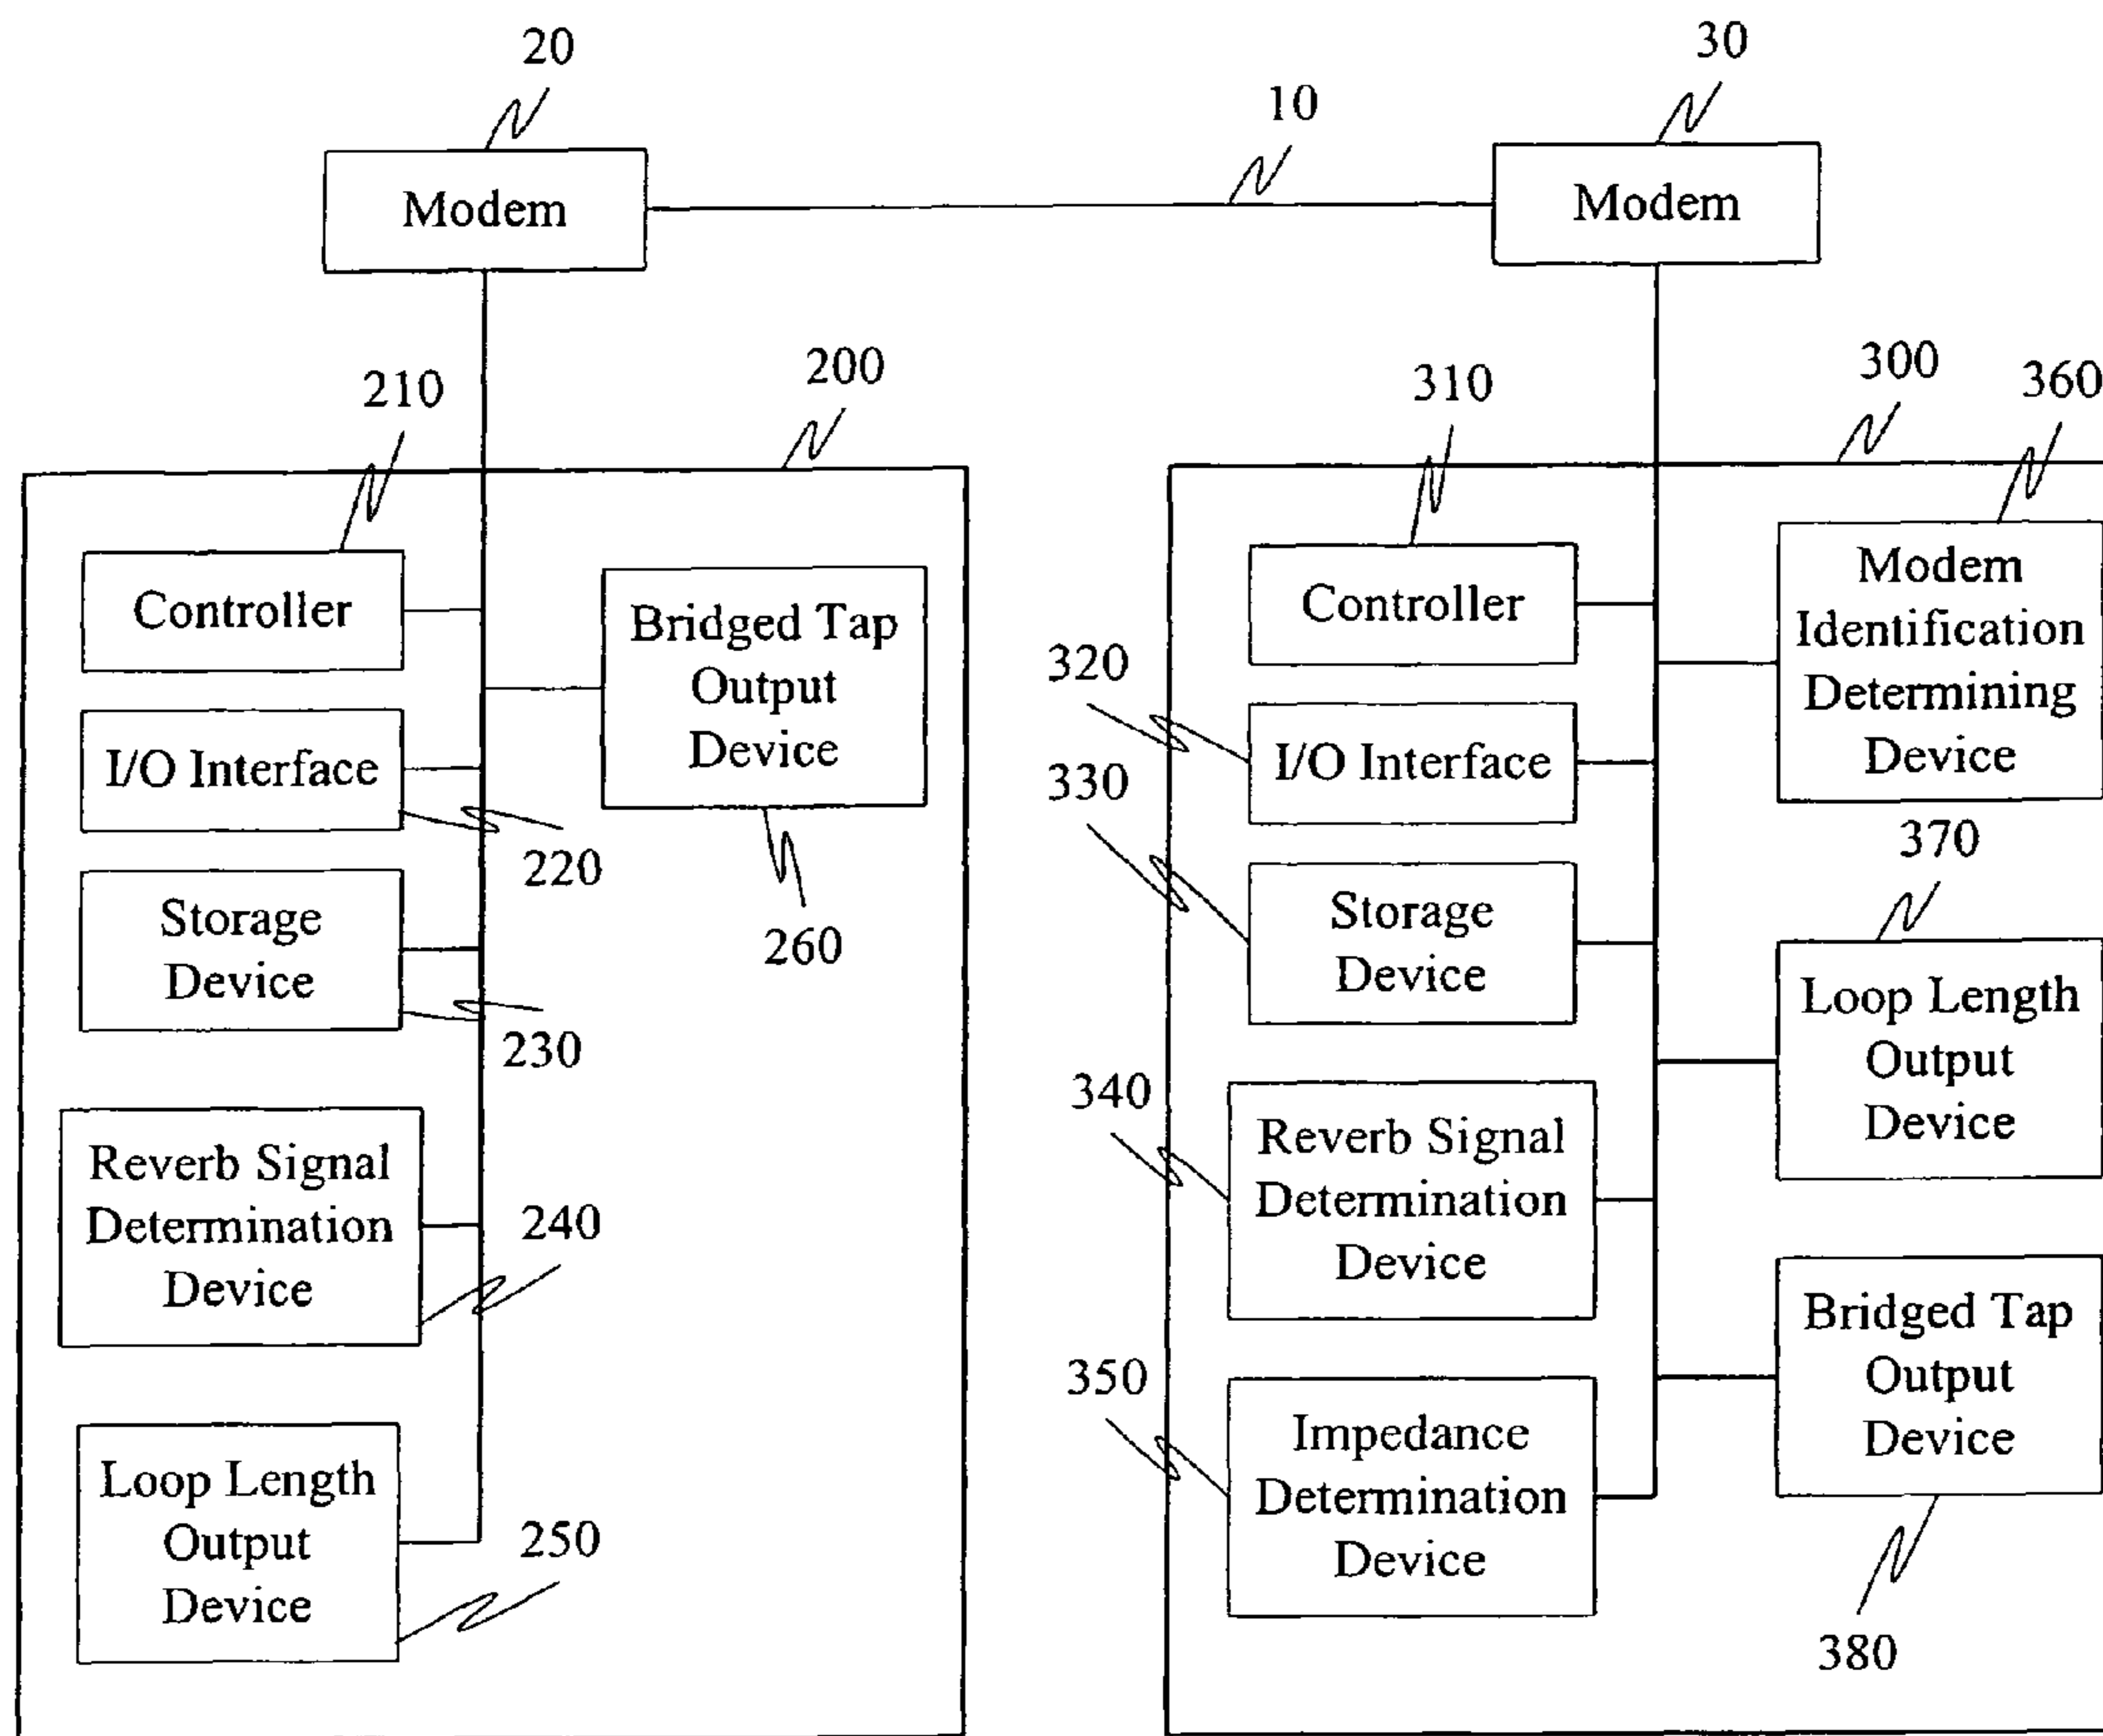 20
30
10
Modem
Modem
210
200
310
300
360
Controller
Bridged Tap
Output
Device
I/O Interface
220
260
Storage
Device
230
Reverb Signal
Determination
Device
240
Loop Length
Output
Device
250
Controller
Modem
Identification
Determining
Device
320
I/O Interface
330
370
Storage
Device
Loop Length
Output
Device
340
Reverb Signal
Determination
Device
Bridged Tap
Output
Device
350
Impedance
Determination
Device
380